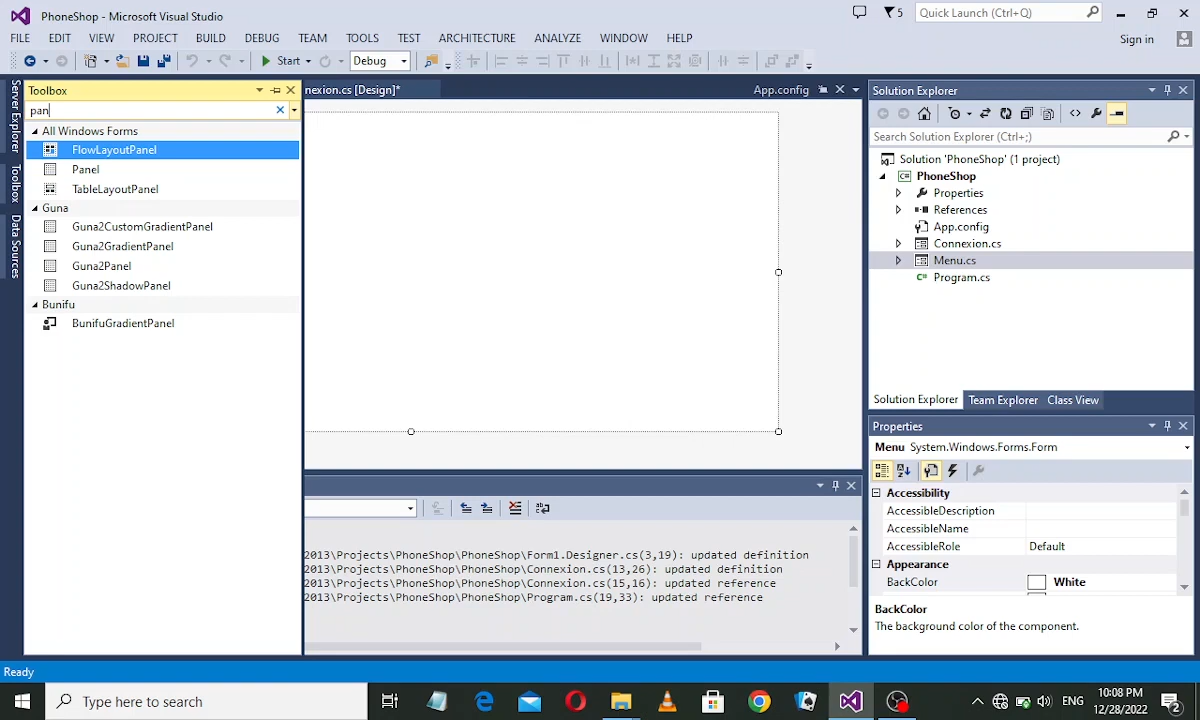 PhoneShop - Microsoft Visual Studio
5
Quick Launch (Ctrl+Q)
FILE EDIT VIEW PROJECT BUILD DEBUG TEAM TOOLS TEST ARCHITECTURE ANALYZE WINDOW HELP
Sign in
Start
Debug
Server Explorer
Toolbox
Data Sources
Toolbox
pan
All Windows Forms
FlowLayoutPanel
Panel
TableLayoutPanel
Guna
Guna2CustomGradientPanel
Guna2GradientPanel
Guna2Panel
Guna2ShadowPanel
Bunifu
BunifuGradientPanel
nexion.cs [Design]*
App.config
2013\Projects\PhoneShop\PhoneShop\Form1.Designer.cs(3,19): updated definition
2013\Projects\PhoneShop\PhoneShop\Connexion.cs(13,26): updated definition
2013\Projects\PhoneShop\PhoneShop\Connexion.cs(15,16): updated reference
2013\Projects\PhoneShop\PhoneShop\Program.cs(19,33): updated reference
Solution Explorer
Search Solution Explorer (Ctrl+;)
Solution 'PhoneShop' (1 project)
PhoneShop
Properties
References
App.config
Connexion.cs
Menu.cs
Program.cs
Solution Explorer Team Explorer Class View
Properties
Menu System.Windows.Forms.Form
Accessibility
AccessibleDescription
AccessibleName
AccessibleRole Default
Appearance
BackColor White
BackColor
The background color of the component.
Ready
Type here to search
ENG
10:08 PM
12/28/2022
2